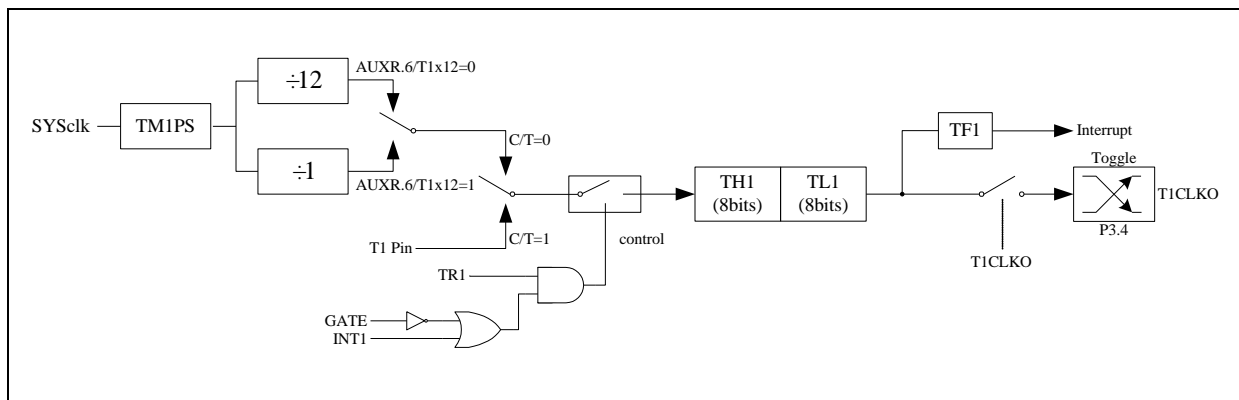 AUXR.6/T1x12=0
÷12
SYSclk
TM1PS
C/T=0
÷1
AUXR.6/T1x12=1
TF1
Interrupt
Toggle
TH1
(8bits)
TL1
(8bits)
T1CLKO
P3.4
T1 Pin
C/T=1
control
T1CLKO
TR1
GATE
INT1